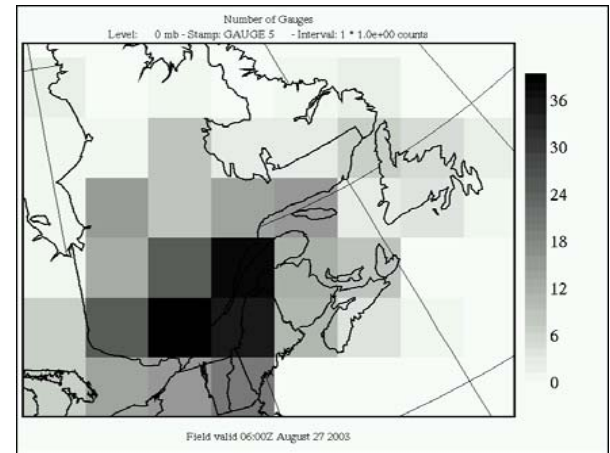 Number of Gauges
Level: 0 mb - Stamp: GAUGE 5 - Interval: 1 * 1.0e+00 counts
36
30
24
18
12
6
0
Field valid 06:00Z August 27 2003